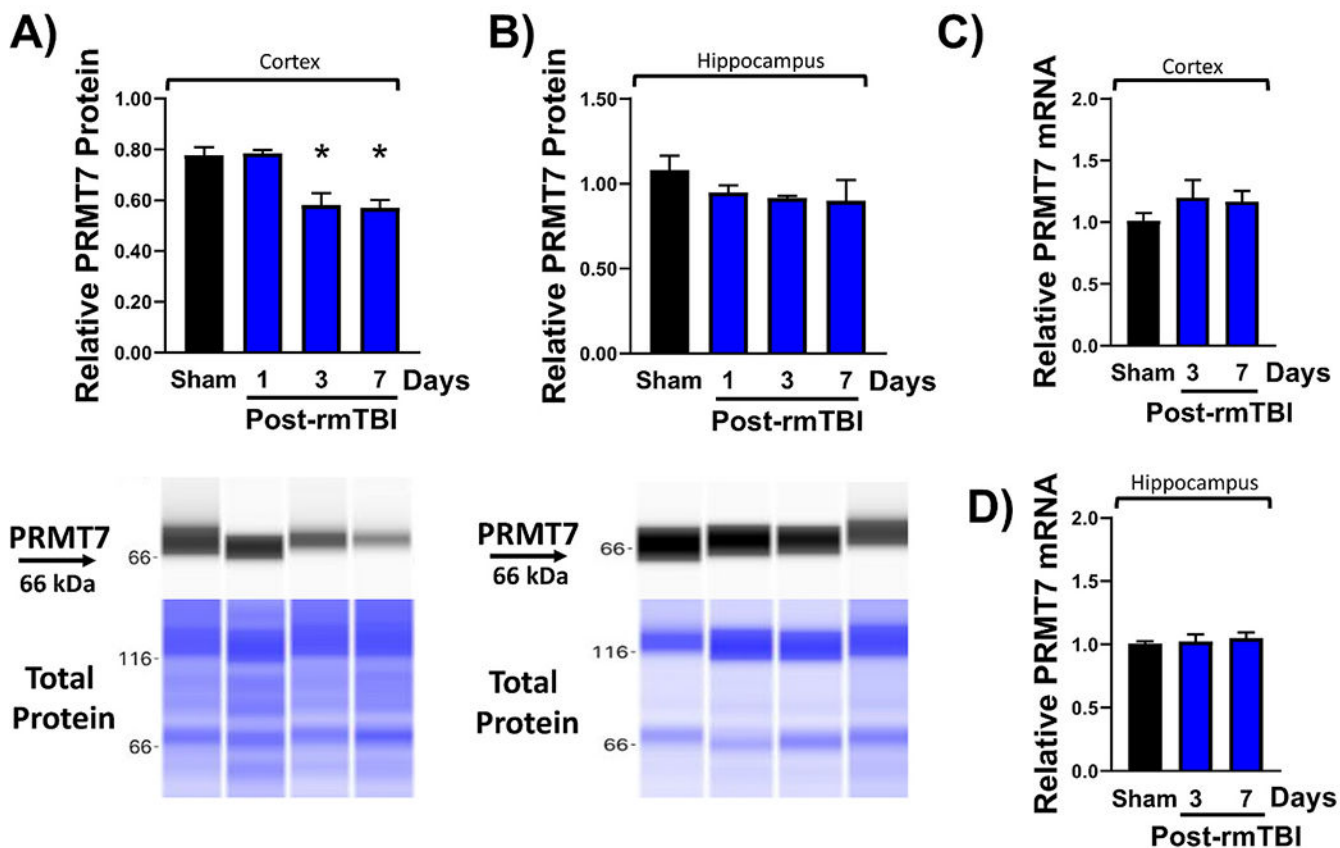 A)
Cortex
Relative PRMT7 Protein
1.00
0.80
0.60
0.40
0.20
0.00
* *
Sham 1 3 7 Days
Post-rmTBI
PRMT7
66 kDa
66-
Total
Protein
116-
66-
B)
Hippocampus
Relative PRMT7 Protein
1.50
1.00
0.50
0.00
Sham 1 3 7 Days
Post-rmTBI
PRMT7
66 kDa
66-
Total
Protein
116-
66-
C)
Cortex
Relative PRMT7 mRNA
2.0
1.5
1.0
0.5
0.0
Sham 3 7 Days
Post-rmTBI
D)
Hippocampus
Relative PRMT7 mRNA
2.0
1.5
1.0
0.5
0.0
Sham 3 7 Days
Post-rmTBI